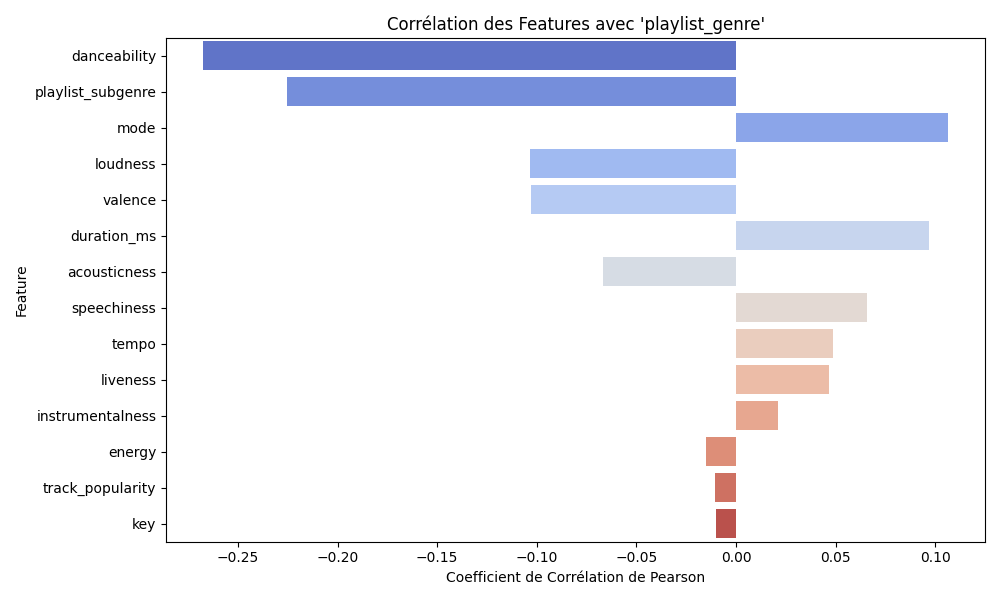 Corrélation des Features avec 'playlist_genre'
danceability
playlist_subgenre
mode
loudness
valence
duration_ms
acousticness
speechiness
tempo
liveness
instrumentalness
energy
track_popularity
key
Feature
−0.25 −0.20 −0.15 −0.10 −0.05 0.00 0.05 0.10
Coefficient de Corrélation de Pearson